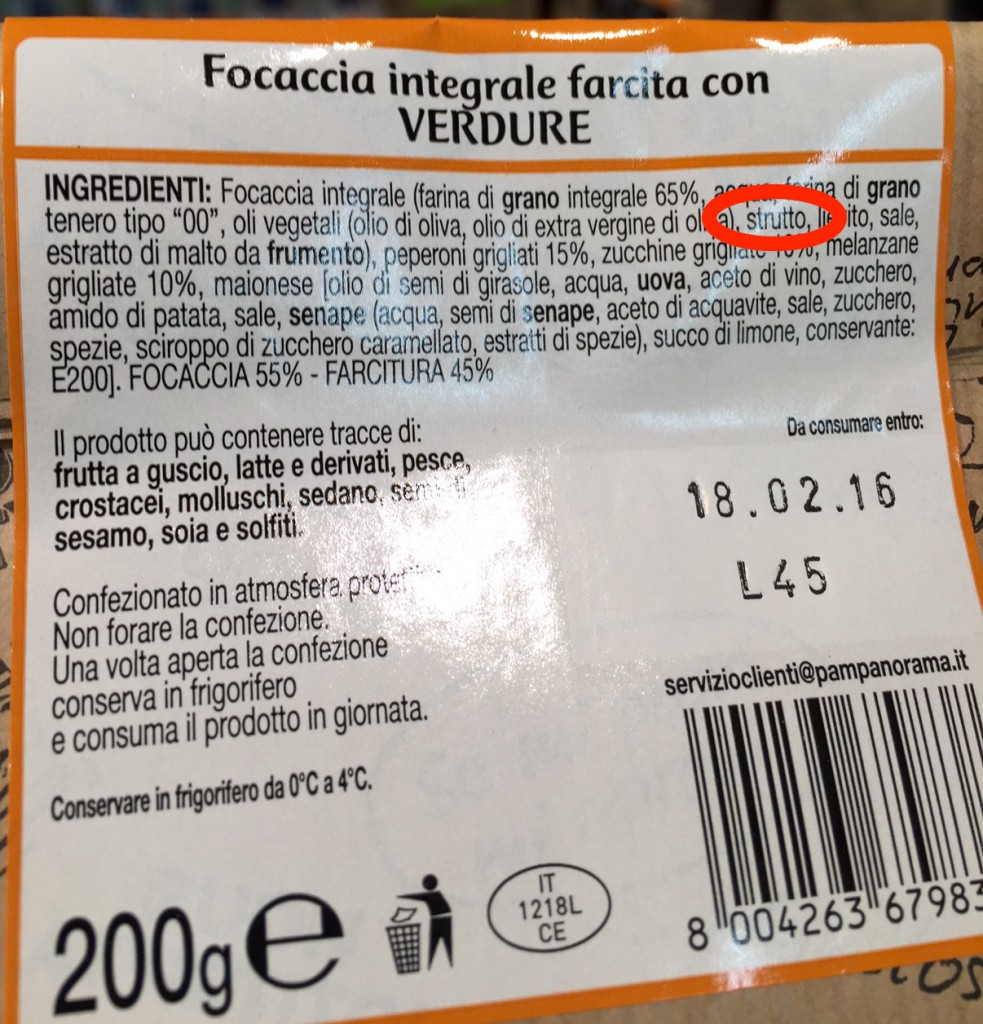 Focaccia integrale farcita con
VERDURE
INGREDIENTI: Focaccia integrale (farina di grano integrale 65%, farina di grano
tenero tipo "00", oli vegetali (olio di oliva, olio di extra vergine di oliva), strutto, lievito, sale,
estratto di malto da frumento), peperoni grigliati 15%, zucchine grigliate 10%, melanzane
grigliate 10%, maionese [olio di semi di girasole, acqua, uova, aceto di vino, zucchero,
amido di patata, sale, senape (acqua, semi di senape, aceto di acquavite, sale, zucchero,
spezie, sciroppo di zucchero caramellato, estratti di spezie), succo di limone, conservante:
E200]. FOCACCIA 55% - FARCITURA 45%
Il prodotto può contenere tracce di:
frutta a guscio, latte e derivati, pesce,
crostacei, molluschi, sedano, semi di
sesamo, soia e solfiti.
Da consumare entro:
18.02.16
L45
Confezionato in atmosfera
Non forare la confezione.
Una volta aperta la confezione
conserva in frigorifero
e consuma il prodotto in giornata.
Conservare in frigorifero da 0°C a 4°C.
servizioclienti@pampanorama.it
200g e
IT
1218L
CE
8 004263 67983